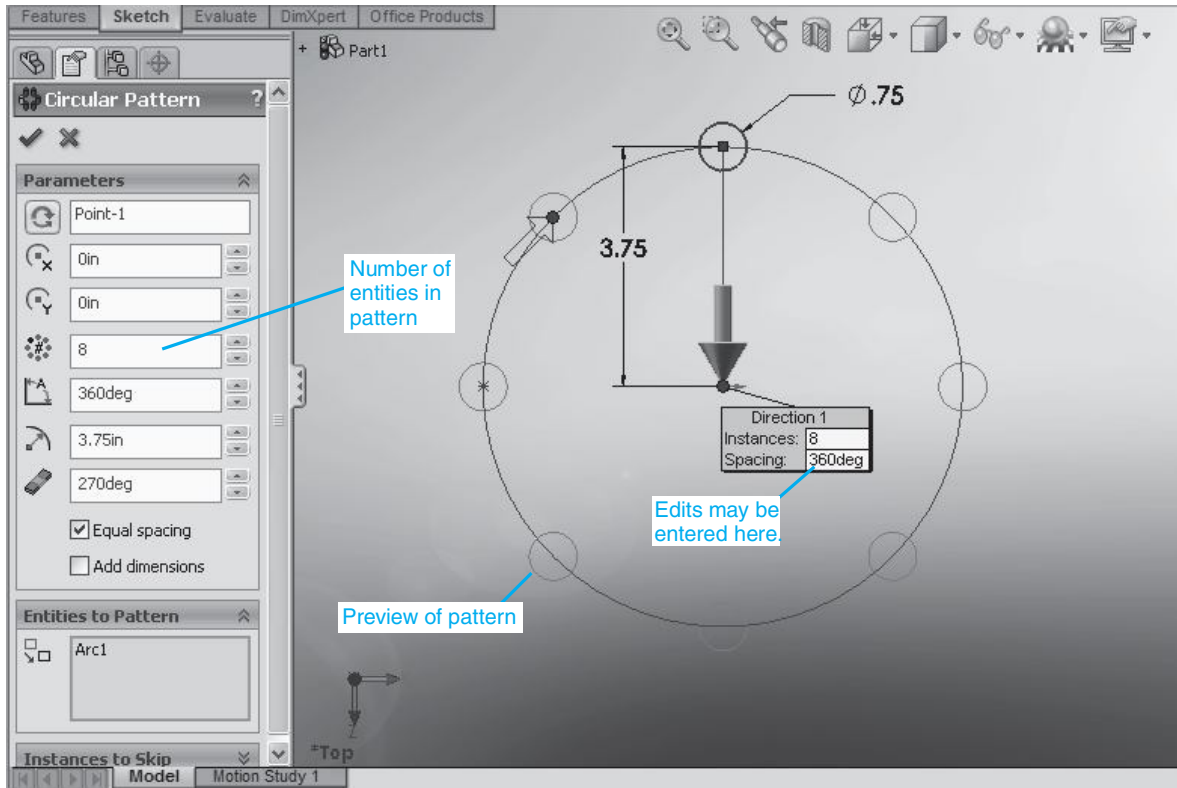 Features Sketch Evaluate DimXpert Office Products
+ Part1
Circular Pattern ?
Parameters
Point-1
x 0in
Y 0in
# 8
A 360deg
3.75in
270deg
Equal spacing
Add dimensions
Entities to Pattern
Arc1
Instances to Skip
Model Motion Study 1
Number of
entities in
pattern
Ø.75
3.75
Direction 1
Instances: 8
Spacing: 360deg
Edits may be
entered here.
Preview of pattern
Z
*Top